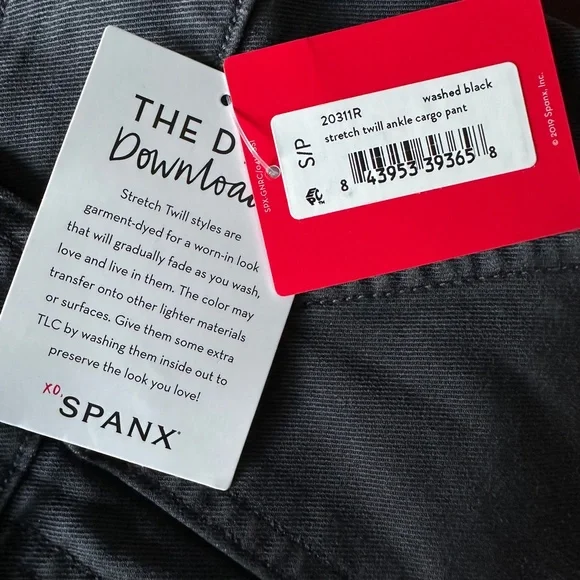 THE D
Download
Stretch Twill styles are
garment-dyed for a worn-in look
that will gradually fade as you wash,
love and live in them. The color may
transfer onto other lighter materials
or surfaces. Give them some extra
TLC by washing them inside out to
preserve the look you love!
XO,
SPANX
20311R washed black
stretch twill ankle cargo pant
S/P
8 43953 39365 8
© 2019 Spanx, Inc.